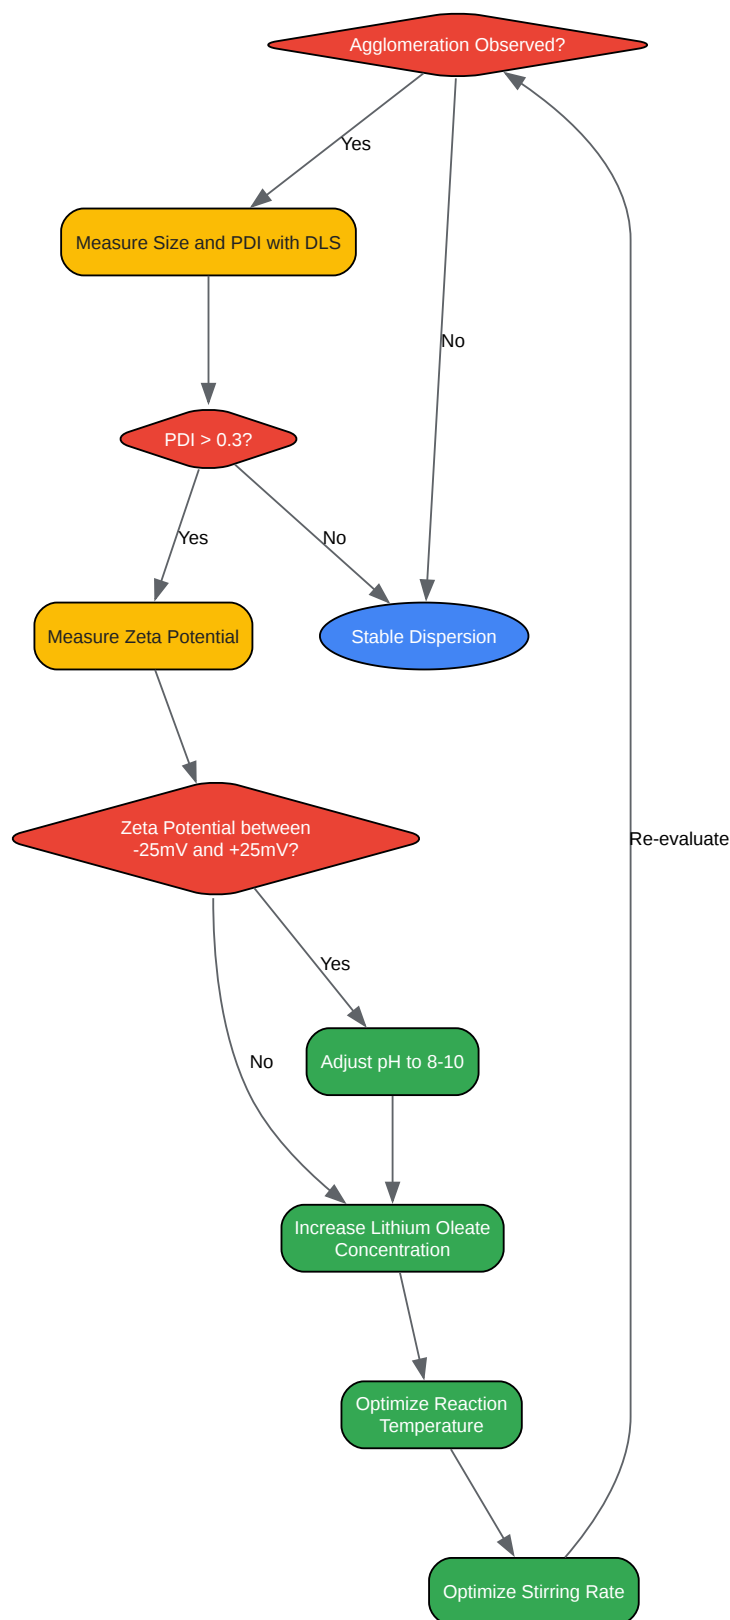 Agglomeration Observed?
Yes
Measure Size and PDI with DLS
No
PDI > 0.3?
Yes
No
Measure Zeta Potential
Stable Dispersion
Zeta Potential between
-25mV and +25mV?
Re-evaluate
Yes
No
Adjust pH to 8-10
Increase Lithium Oleate
Concentration
Optimize Reaction
Temperature
Optimize Stirring Rate